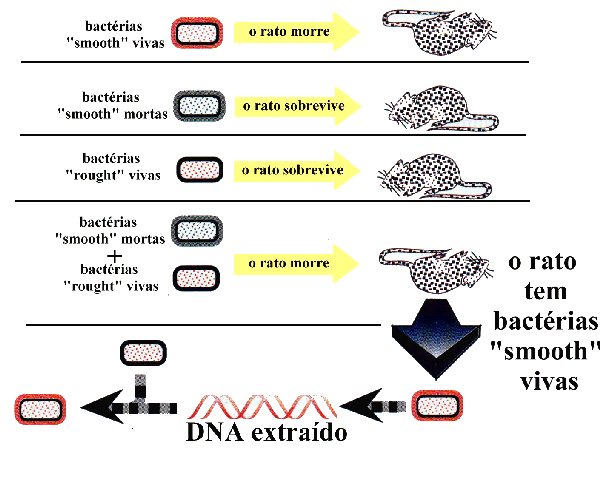 bactérias
"smooth" vivas
o rato morre
bactérias
"smooth" mortas
o rato sobrevive
bactérias
"rought" vivas
o rato sobrevive
bactérias
"smooth" mortas
+
bactérias
"rought" vivas
o rato morre
o rato
tem
bactérias
"smooth"
vivas
DNA extraído